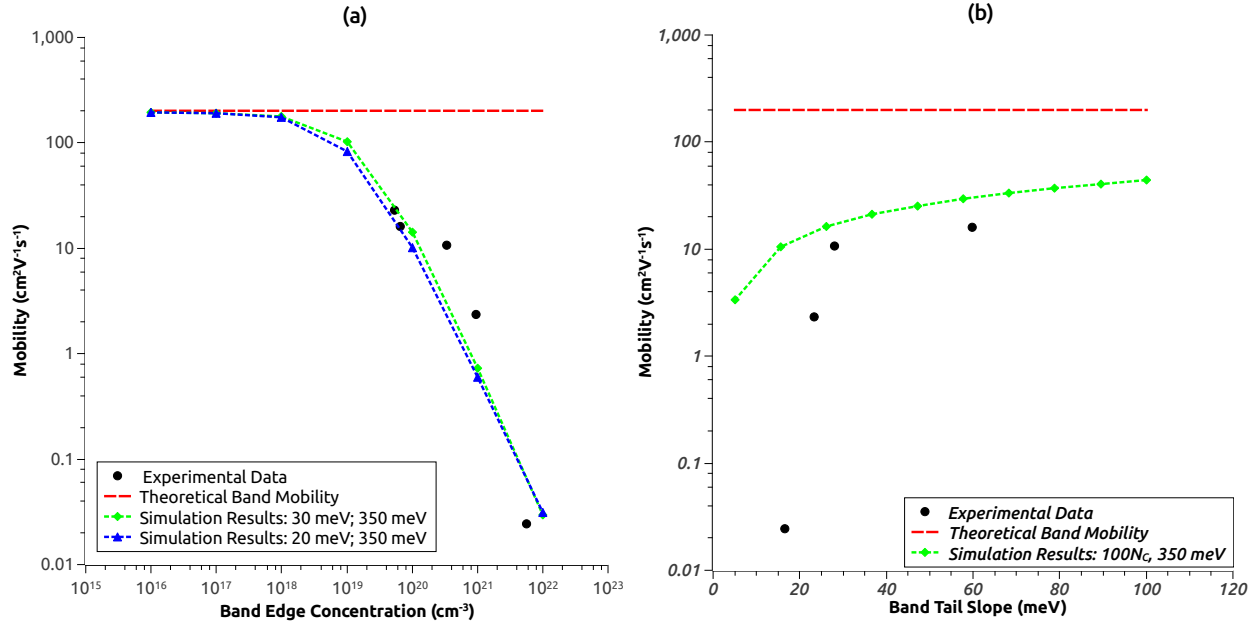 (a)
1,000
100
10
1
0.1
0.01
Mobility (cm²V⁻¹s⁻¹)
Experimental Data
Theoretical Band Mobility
Simulation Results: 30 meV; 350 meV
Simulation Results: 20 meV; 350 meV
10¹⁵ 10¹⁶ 10¹⁷ 10¹⁸ 10¹⁹ 10²⁰ 10²¹ 10²² 10²³
Band Edge Concentration (cm⁻³)
(b)
1,000
100
10
1
0.1
0.01
Mobility (cm²V⁻¹s⁻¹)
Experimental Data
Theoretical Band Mobility
Simulation Results: 100N_C, 350 meV
0 20 40 60 80 100 120
Band Tail Slope (meV)